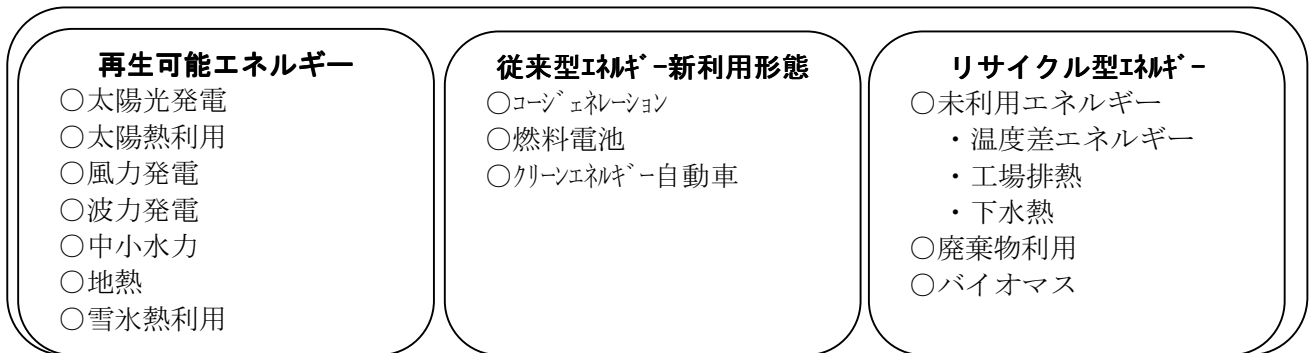 再生可能エネルギー
○太陽光発電
○太陽熱利用
○風力発電
○波力発電
○中小水力
○地熱
○雪氷熱利用
従来型ｴﾈﾙｷﾞｰ新利用形態
○ｺｰｼﾞｪﾈﾚｰｼｮﾝ
○燃料電池
○ｸﾘｰﾝｴﾈﾙｷﾞｰ自動車
リサイクル型ｴﾈﾙｷﾞｰ
○未利用エネルギー
・温度差エネルギー
・工場排熱
・下水熱
○廃棄物利用
○バイオマス